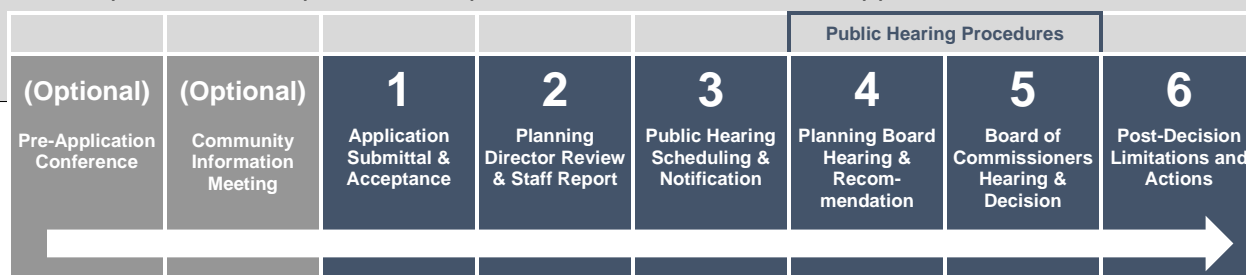 Public Hearing Procedures
(Optional)
Pre-Application
Conference
(Optional)
Community
Information
Meeting
1
Application
Submittal &
Acceptance
2
Planning
Director Review
& Staff Report
3
Public Hearing
Scheduling &
Notification
4
Planning Board
Hearing &
Recom-
mendation
5
Board of
Commissioners
Hearing &
Decision
6
Post-Decision
Limitations and
Actions